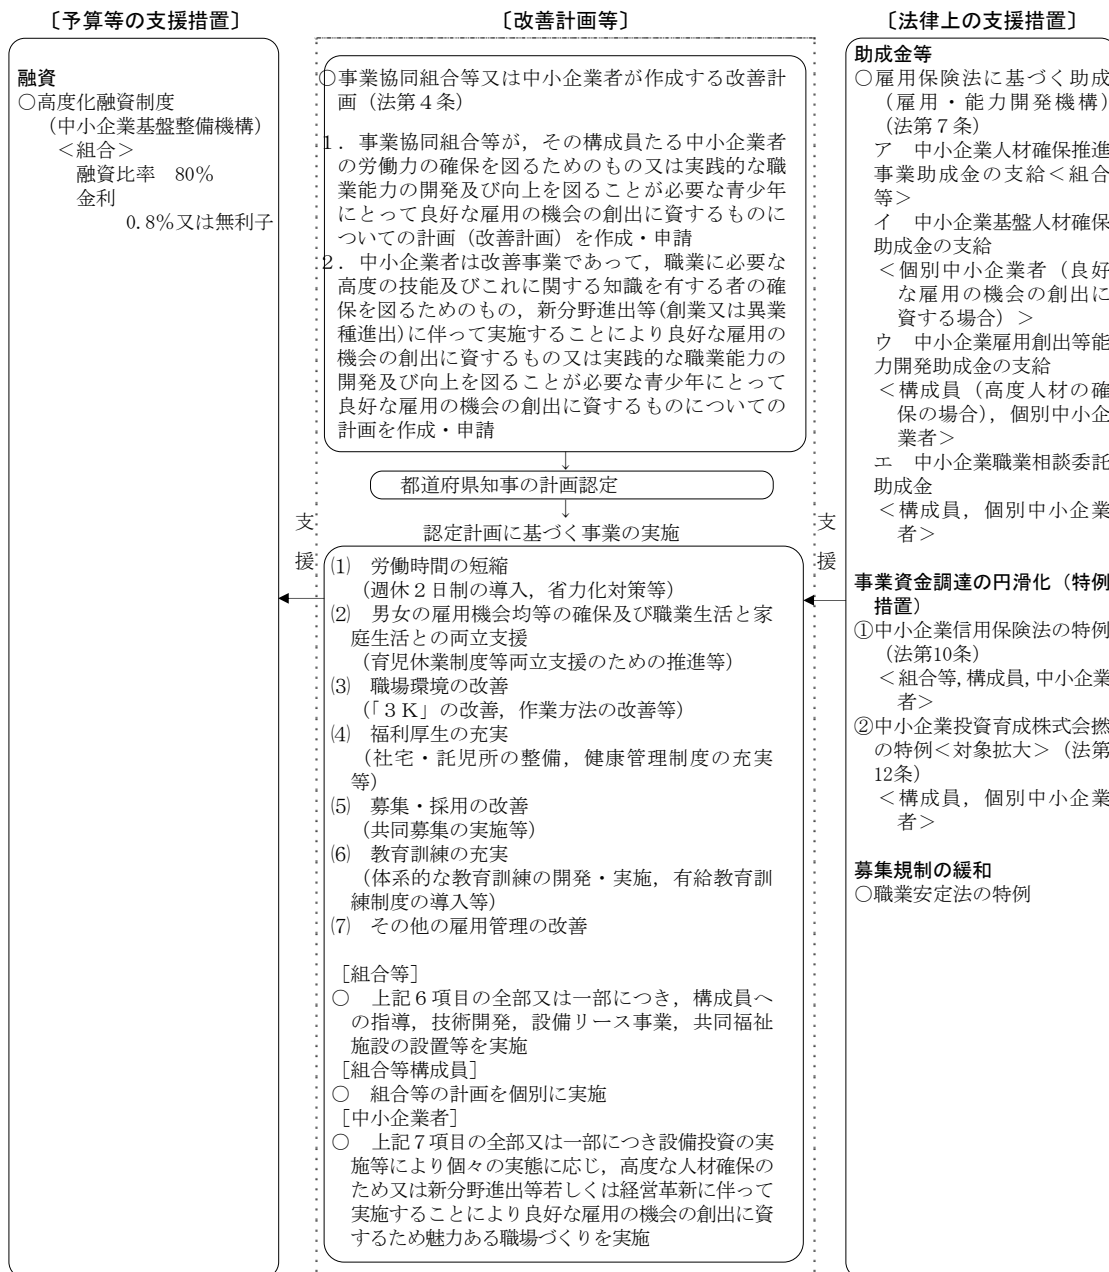 〔予算等の支援措置〕
融資
○高度化融資制度
（中小企業基盤整備機構）
＜組合＞
融資比率　80％
金利
0.8％又は無利子
〔改善計画等〕
○事業協同組合等又は中小企業者が作成する改善計
画（法第４条）
１．事業協同組合等が，その構成員たる中小企業者
の労働力の確保を図るためのもの又は実践的な職
業能力の開発及び向上を図ることが必要な青少年
にとって良好な雇用の機会の創出に資するものに
ついての計画（改善計画）を作成・申請
２．中小企業者は改善事業であって，職業に必要な
高度の技能及びこれに関する知識を有する者の確
保を図るためのもの，新分野進出等(創業又は異業
種進出)に伴って実施することにより良好な雇用の
機会の創出に資するもの又は実践的な職業能力の
開発及び向上を図ることが必要な青少年にとって
良好な雇用の機会の創出に資するものについての
計画を作成・申請
↓
都道府県知事の計画認定
↓
認定計画に基づく事業の実施
支
援
⑴　労働時間の短縮
（週休２日制の導入，省力化対策等）
⑵　男女の雇用機会均等の確保及び職業生活と家
庭生活との両立支援
（育児休業制度等両立支援のための推進等）
⑶　職場環境の改善
（「３Ｋ」の改善，作業方法の改善等）
⑷　福利厚生の充実
（社宅・託児所の整備，健康管理制度の充実
等）
⑸　募集・採用の改善
（共同募集の実施等）
⑹　教育訓練の充実
（体系的な教育訓練の開発・実施，有給教育訓
練制度の導入等）
⑺　その他の雇用管理の改善
［組合等］
○　上記６項目の全部又は一部につき，構成員へ
の指導，技術開発，設備リース事業，共同福祉
施設の設置等を実施
［組合等構成員］
○　組合等の計画を個別に実施
［中小企業者］
○　上記７項目の全部又は一部につき設備投資の実
施等により個々の実態に応じ，高度な人材確保の
ため又は新分野進出等若しくは経営革新に伴って
実施することにより良好な雇用の機会の創出に資
するため魅力ある職場づくりを実施
支
援
〔法律上の支援措置〕
助成金等
○雇用保険法に基づく助成
（雇用・能力開発機構）
（法第７条）
ア　中小企業人材確保推進
事業助成金の支給＜組合
等＞
イ　中小企業基盤人材確保
助成金の支給
＜個別中小企業者（良好
な雇用の機会の創出に
資する場合）＞
ウ　中小企業雇用創出等能
力開発助成金の支給
＜構成員（高度人材の確
保の場合），個別中小企
業者＞
エ　中小企業職業相談委託
助成金
＜構成員，個別中小企業
者＞
事業資金調達の円滑化（特例
措置）
①中小企業信用保険法の特例
（法第10条）
＜組合等,構成員,中小企業
者＞
②中小企業投資育成株式会撚
の特例＜対象拡大＞（法第
12条）
＜構成員，個別中小企業
者＞
募集規制の緩和
○職業安定法の特例